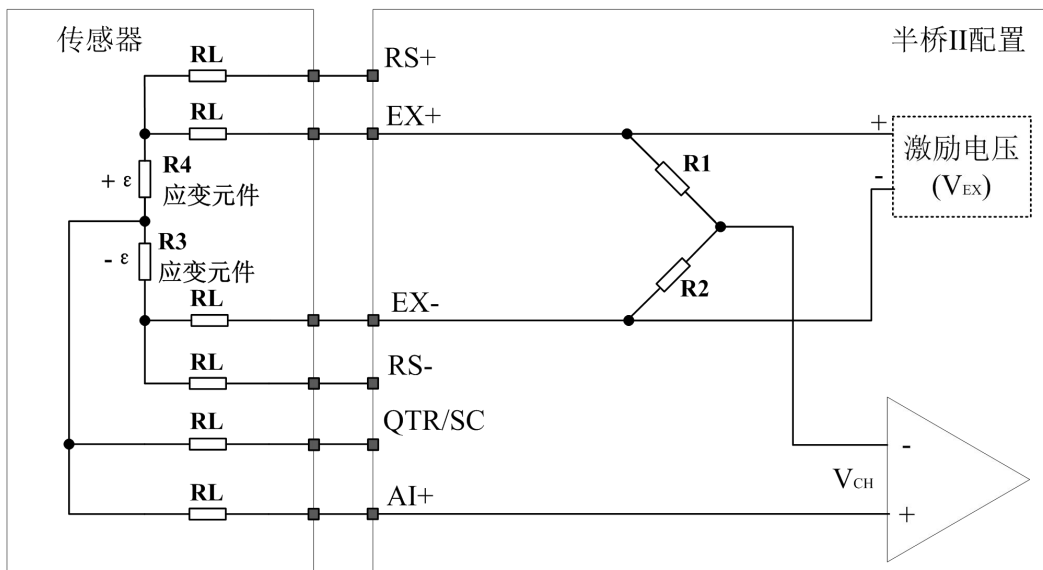 传感器
半桥II配置
RL
RS+
RL
EX+
+
激励电压
(VEX)
-
R1
R4
+ ε
应变元件
R3
- ε
应变元件
R2
RL
EX-
RL
RS-
RL
QTR/SC
-
VCH
RL
AI+
+